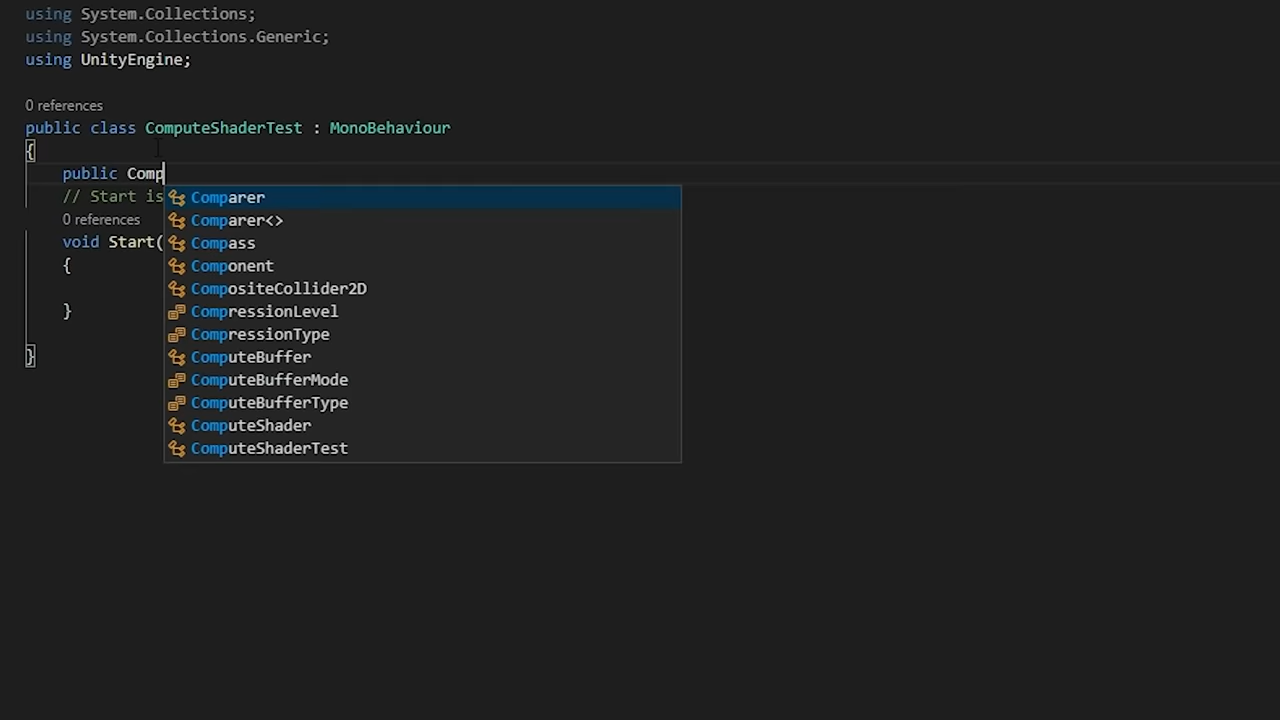 using System.Collections;
using System.Collections.Generic;
using UnityEngine;
0 references
public class ComputeShaderTest : MonoBehaviour
{
public Comp
// Start is
0 references
void Start(
{
}
}
Comparer
Comparer<>
Compass
Component
CompositeCollider2D
CompressionLevel
CompressionType
ComputeBuffer
ComputeBufferMode
ComputeBufferType
ComputeShader
ComputeShaderTest